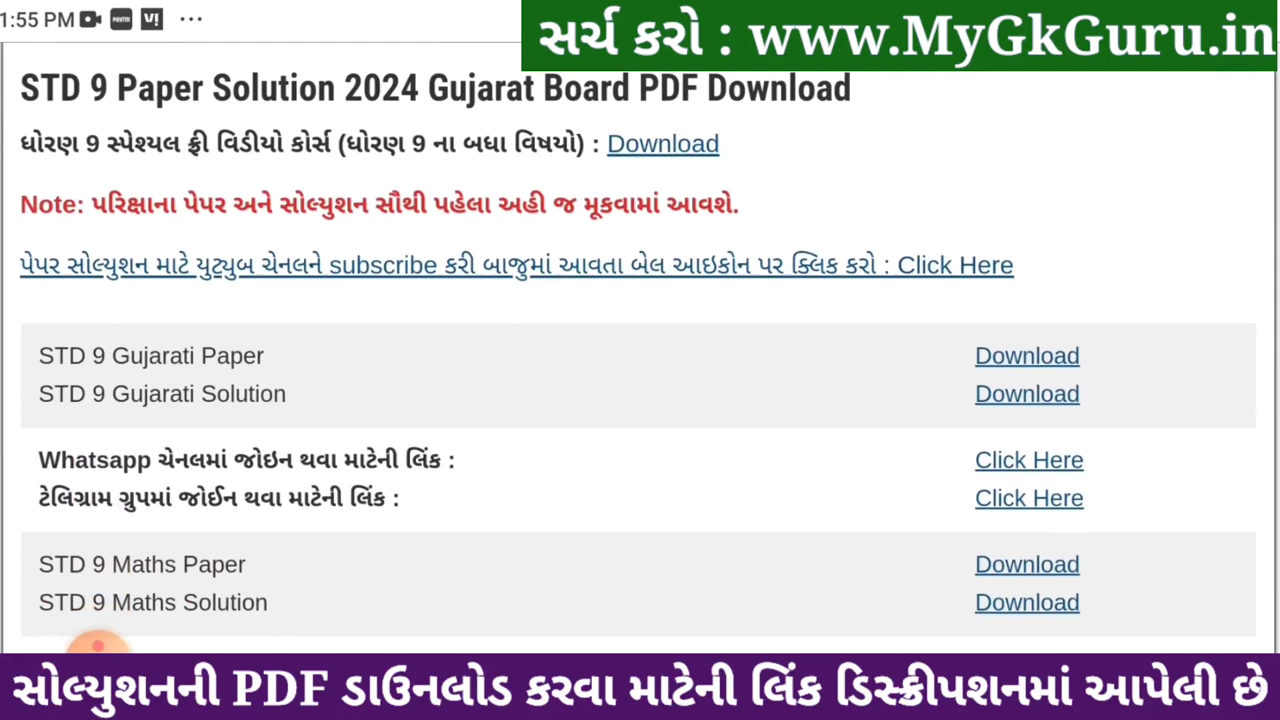 1:55 PM
સર્ચ કરો : www.MyGkGuru.in
STD 9 Paper Solution 2024 Gujarat Board PDF Download
ધોરણ 9 સ્પેશ્યલ ફ્રી વિડીયો કોર્સ (ધોરણ 9 ના બધા વિષયો) : Download
Note: પરિક્ષાના પેપર અને સોલ્યુશન સૌથી પહેલા અહી જ મૂકવામાં આવશે.
પેપર સોલ્યુશન માટે યુટ્યુબ ચેનલને subscribe કરી બાજુમાં આવતા બેલ આઇકોન પર ક્લિક કરો : Click Here
STD 9 Gujarati Paper Download
STD 9 Gujarati Solution Download
Whatsapp ચેનલમાં જોઇન થવા માટેની લિંક : Click Here
ટેલિગ્રામ ગ્રુપમાં જોઈન થવા માટેની લિંક : Click Here
STD 9 Maths Paper Download
STD 9 Maths Solution Download
સોલ્યુશનની PDF ડાઉનલોડ કરવા માટેની લિંક ડિસ્ક્રીપશનમાં આપેલી છે